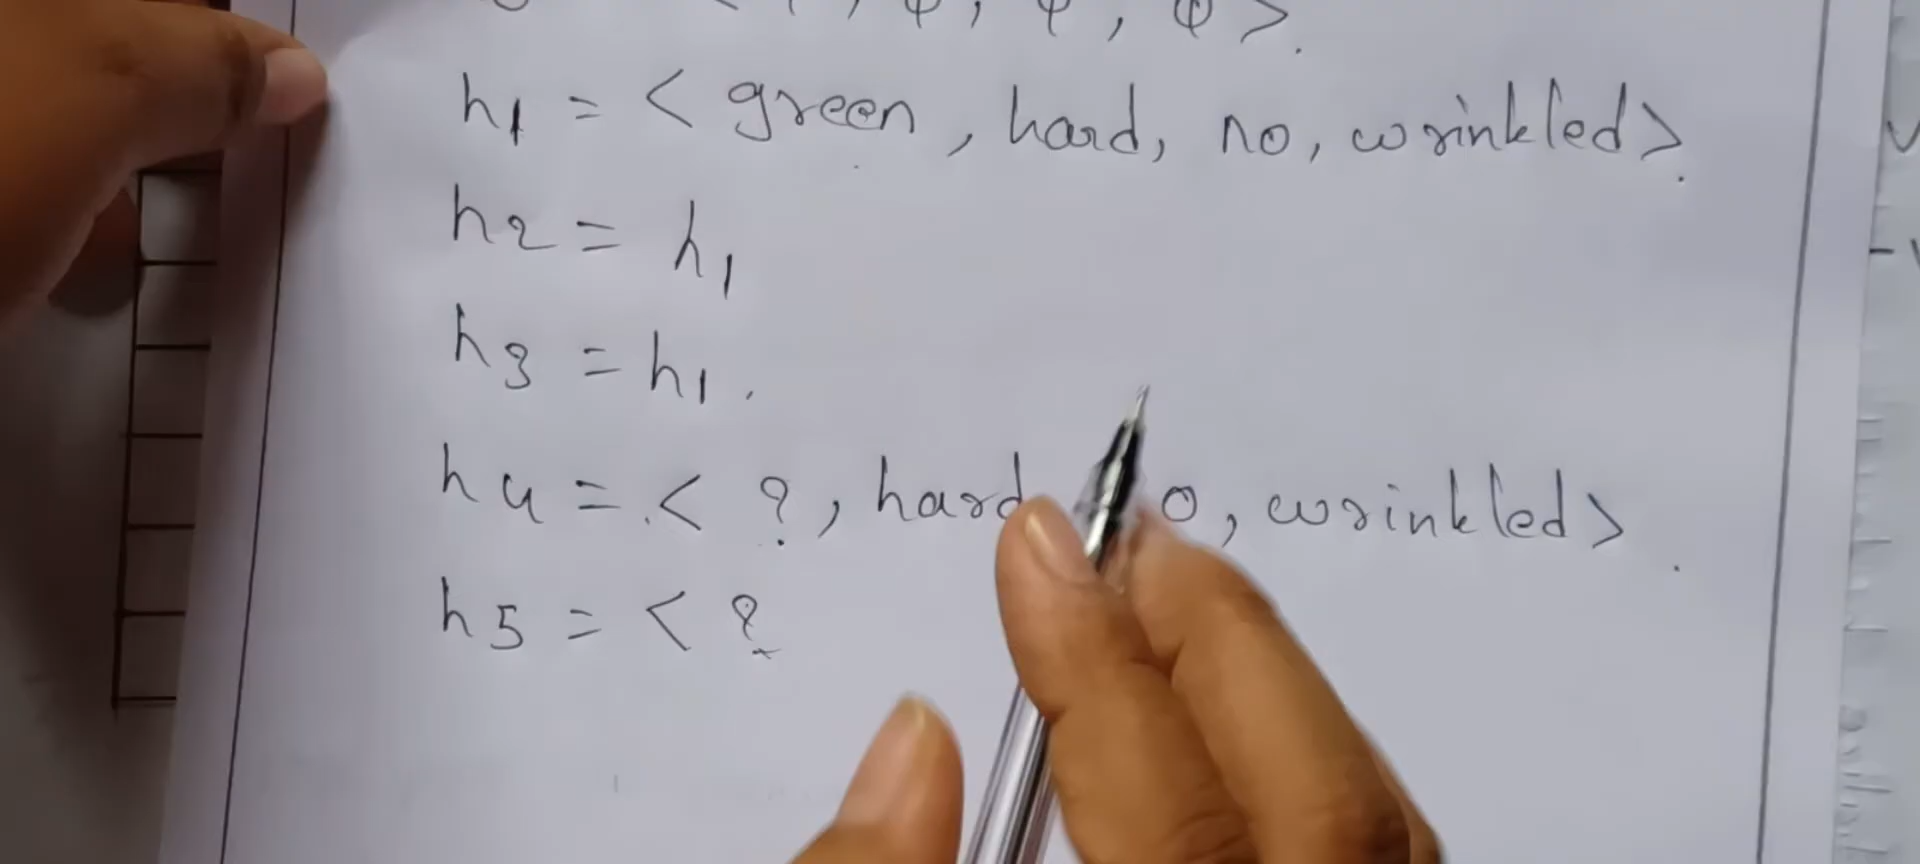 φ, φ, φ >.
h1 = < green, hard, no, wrinkled>.
h2 = h1
h3 = h1.
h4 = < ?, hard, o, wrinkled>.
h5 = < ?